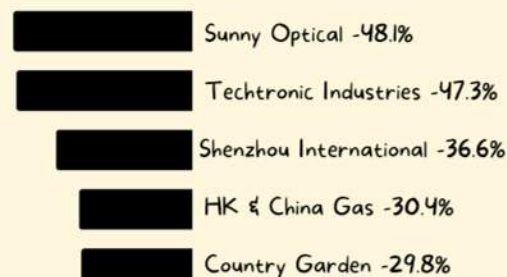 Sunny Optical -48.1%
Techtronic Industries -47.3%
Shenzhou International -36.6%
HK & China Gas -30.4%
Country Garden -29.8%